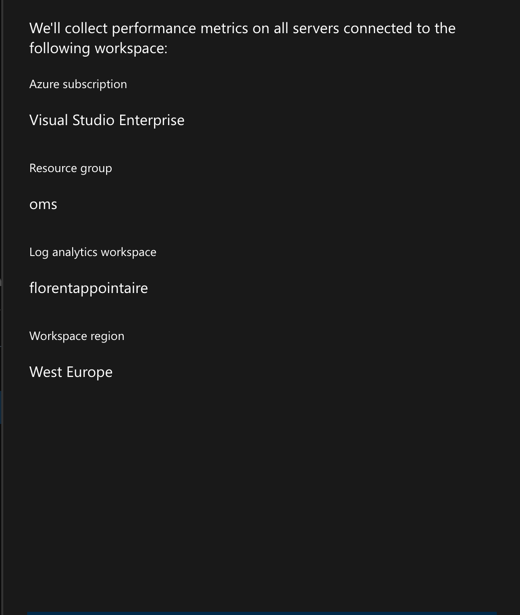 We'll collect performance metrics on all servers connected to the
following workspace:
Azure subscription
Visual Studio Enterprise
Resource group
oms
Log analytics workspace
florentappointaire
Workspace region
West Europe